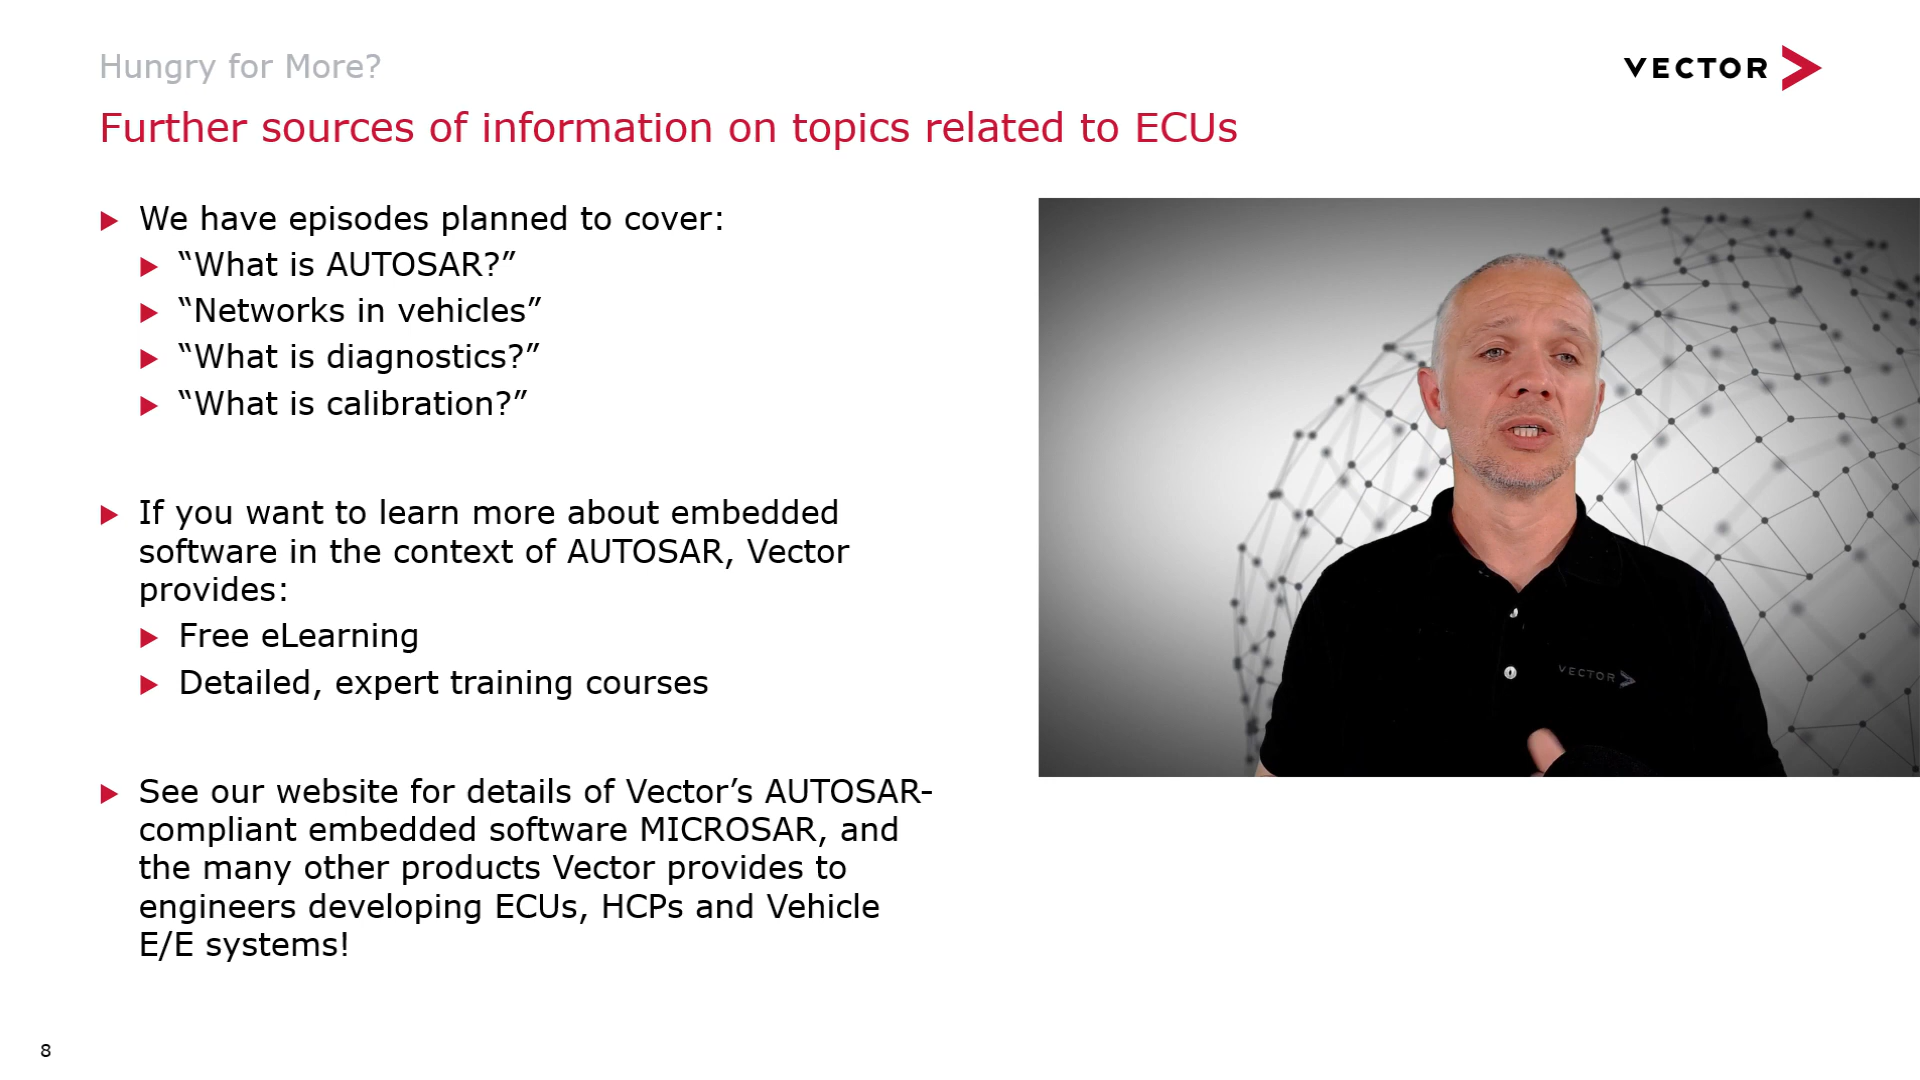 Hungry for More?
VECTOR
Further sources of information on topics related to ECUs
We have episodes planned to cover:
“What is AUTOSAR?”
“Networks in vehicles”
“What is diagnostics?”
“What is calibration?”
If you want to learn more about embedded
software in the context of AUTOSAR, Vector
provides:
Free eLearning
Detailed, expert training courses
See our website for details of Vector’s AUTOSAR-
compliant embedded software MICROSAR, and
the many other products Vector provides to
engineers developing ECUs, HCPs and Vehicle
E/E systems!
VECTOR
8